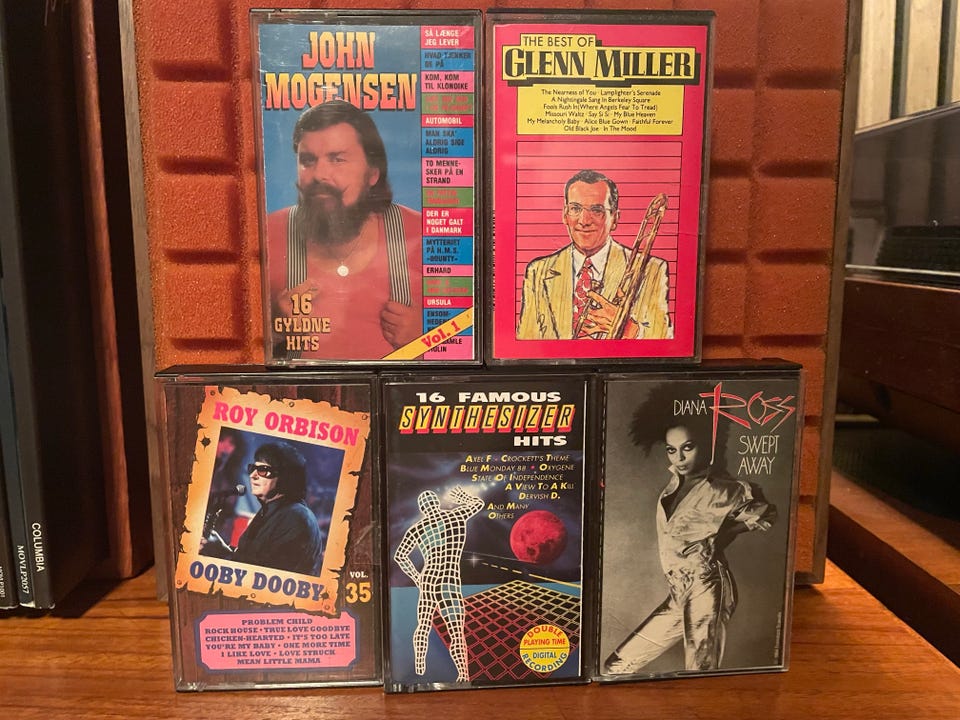 JOHN
MOGENSEN
SÅ LÆNGE
JEG LEVER
HVAD TÆNKER
DE PÅ
KOM, KOM
TIL KLONDIKE
AUTOMOBIL
MAN SKA'
ALDRIG SIGE
ALDRIG
TO MENNE-
SKER PÅ EN
STRAND
DER ER
NOGET GALT
I DANMARK
MYTTERIET
PÅ H.M.S.
»BOUNTY«
ERHARD
URSULA
ENSOM-
16
GYLDNE
HITS
Vol. 1
THE BEST OF
GLENN MILLER
The Nearness of You · Lamplighter's Serenade
A Nightingale Sang In Berkeley Square
Fools Rush In (Where Angels Fear To Tread)
Missouri Waltz · Say Si Si · My Blue Heaven
My Melancholy Baby · Alice Blue Gown · Faithful Forever
Old Black Joe · In The Mood
ROY ORBISON
OOBY DOOBY
VOL.
35
PROBLEM CHILD
ROCK HOUSE · TRUE LOVE GOODBYE
CHICKEN-HEARTED · IT'S TOO LATE
YOU'RE MY BABY · ONE MORE TIME
I LIKE LOVE · LOVE STRUCK
MEAN LITTLE MAMA
16 FAMOUS
SYNTHESIZER
HITS
AXEL F · CROCKETT'S THEME
BLUE MONDAY 88 · OXYGENE
STATE OF INDEPENDENCE
A VIEW TO A KILL
DERVISH D.
AND MANY
OTHERS
DOUBLE
PLAYING TIME
DIGITAL
RECORDING
DIANA ROSS
SWEPT
AWAY
COLUMBIA
MOVLP2057